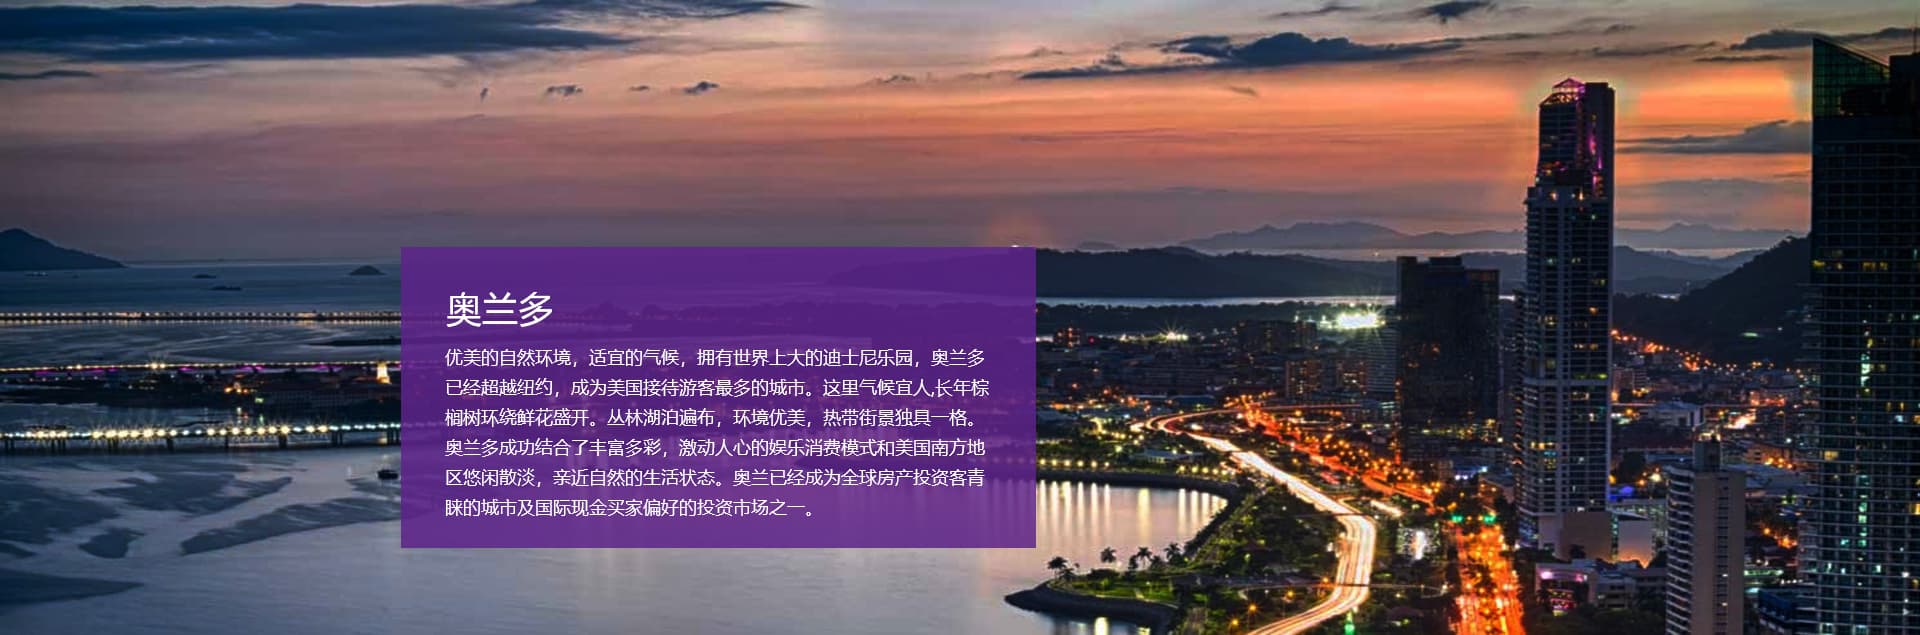 奥兰多
优美的自然环境，适宜的气候，拥有世界上大的迪士尼乐园，奥兰多
已经超越纽约，成为美国接待游客最多的城市。这里气候宜人,长年棕
榈树环绕鲜花盛开。丛林湖泊遍布，环境优美，热带街景独具一格。
奥兰多成功结合了丰富多彩，激动人心的娱乐消费模式和美国南方地
区悠闲散淡，亲近自然的生活状态。奥兰已经成为全球房产投资客青
睐的城市及国际现金买家偏好的投资市场之一。